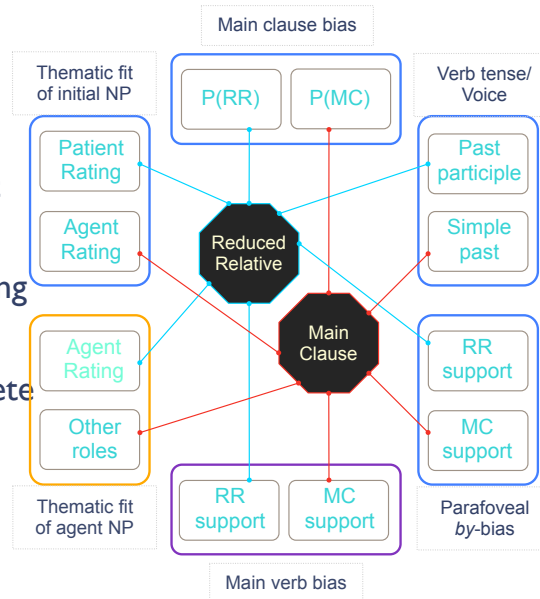 Main clause bias
Thematic fit
of initial NP
Verb tense/
Voice
P(RR)
P(MC)
Patient
Rating
Past
participle
Agent
Rating
Simple
past
Reduced
Relative
Main
Clause
Agent
Rating
RR
support
Other
roles
MC
support
Thematic fit
of agent NP
RR
support
MC
support
Parafoveal
by-bias
Main verb bias